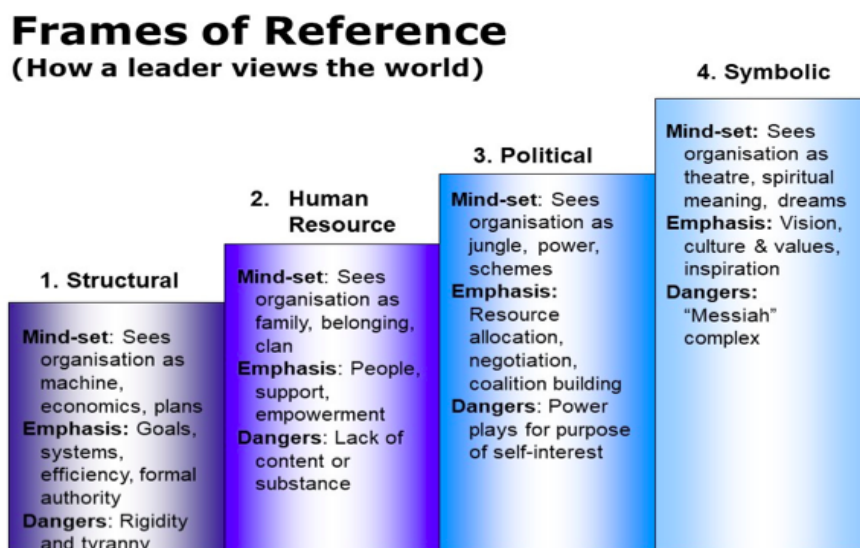 Frames of Reference
(How a leader views the world)
1. Structural
Mind-set: Sees
organisation as
machine,
economics, plans
Emphasis: Goals,
systems,
efficiency, formal
authority
Dangers: Rigidity
and tyranny
2. Human
Resource
Mind-set: Sees
organisation as
family, belonging,
clan
Emphasis: People,
support,
empowerment
Dangers: Lack of
content or
substance
3. Political
Mind-set: Sees
organisation as
jungle, power,
schemes
Emphasis:
Resource
allocation,
negotiation,
coalition building
Dangers: Power
plays for purpose
of self-interest
4. Symbolic
Mind-set: Sees
organisation as
theatre, spiritual
meaning, dreams
Emphasis: Vision,
culture & values,
inspiration
Dangers:
“Messiah”
complex